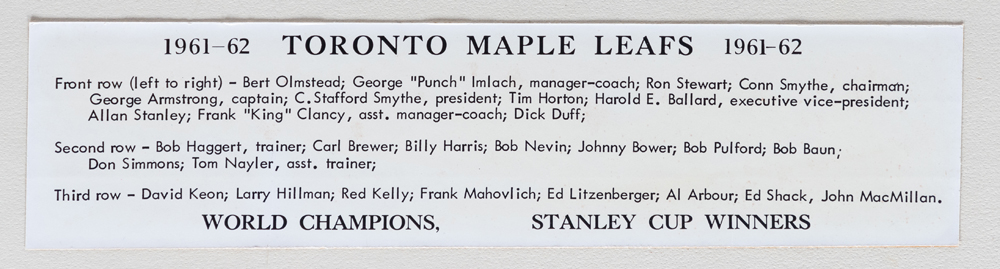 1961–62 TORONTO MAPLE LEAFS 1961–62
Front row (left to right) – Bert Olmstead; George "Punch" Imlach, manager-coach; Ron Stewart; Conn Smythe, chairman;
George Armstrong, captain; C.Stafford Smythe, president; Tim Horton; Harold E. Ballard, executive vice-president;
Allan Stanley; Frank "King" Clancy, asst. manager-coach; Dick Duff;
Second row – Bob Haggert, trainer; Carl Brewer; Billy Harris; Bob Nevin; Johnny Bower; Bob Pulford; Bob Baun;
Don Simmons; Tom Nayler, asst. trainer;
Third row – David Keon; Larry Hillman; Red Kelly; Frank Mahovlich; Ed Litzenberger; Al Arbour; Ed Shack, John MacMillan.
WORLD CHAMPIONS, STANLEY CUP WINNERS